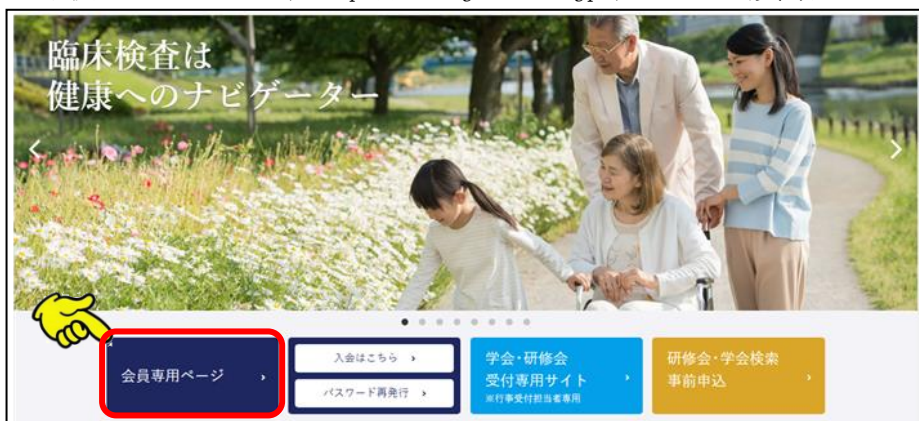 臨床検査は
健康へのナビゲーター
会員専用ページ
入会はこちら
パスワード再発行
学会・研修会
受付専用サイト
※行事受付担当者専用
研修会・学会検索
事前申込